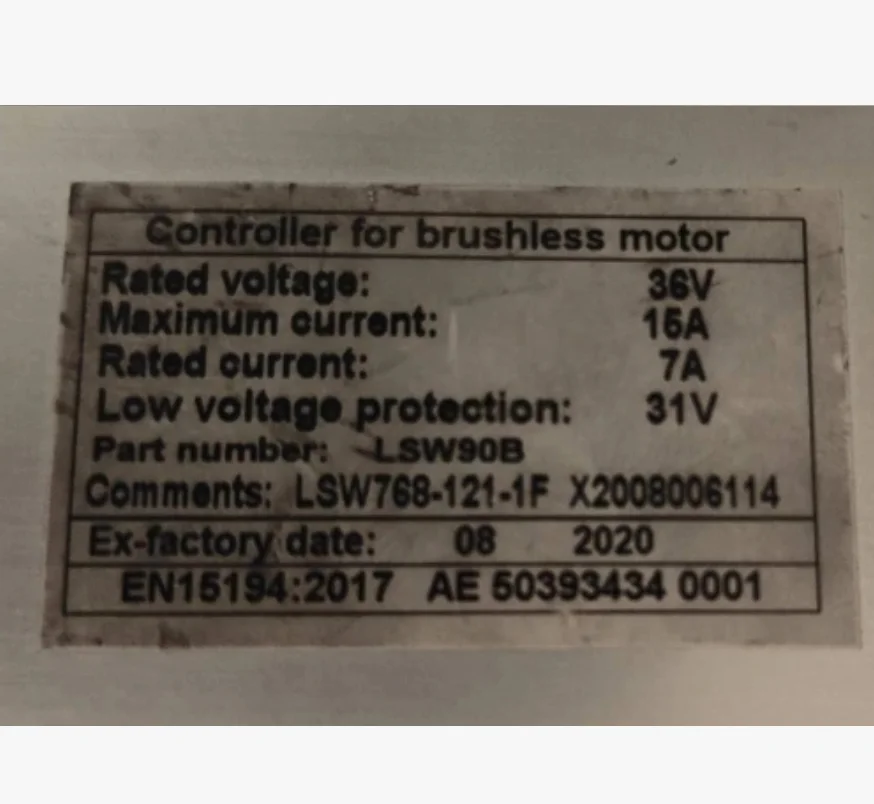 Controller for brushless motor
Rated voltage: 36V
Maximum current: 15A
Rated current: 7A
Low voltage protection: 31V
Part number: LSW90B
Comments: LSW768-121-1F X2008006114
Ex-factory date: 08 2020
EN15194:2017 AE 50393434 0001